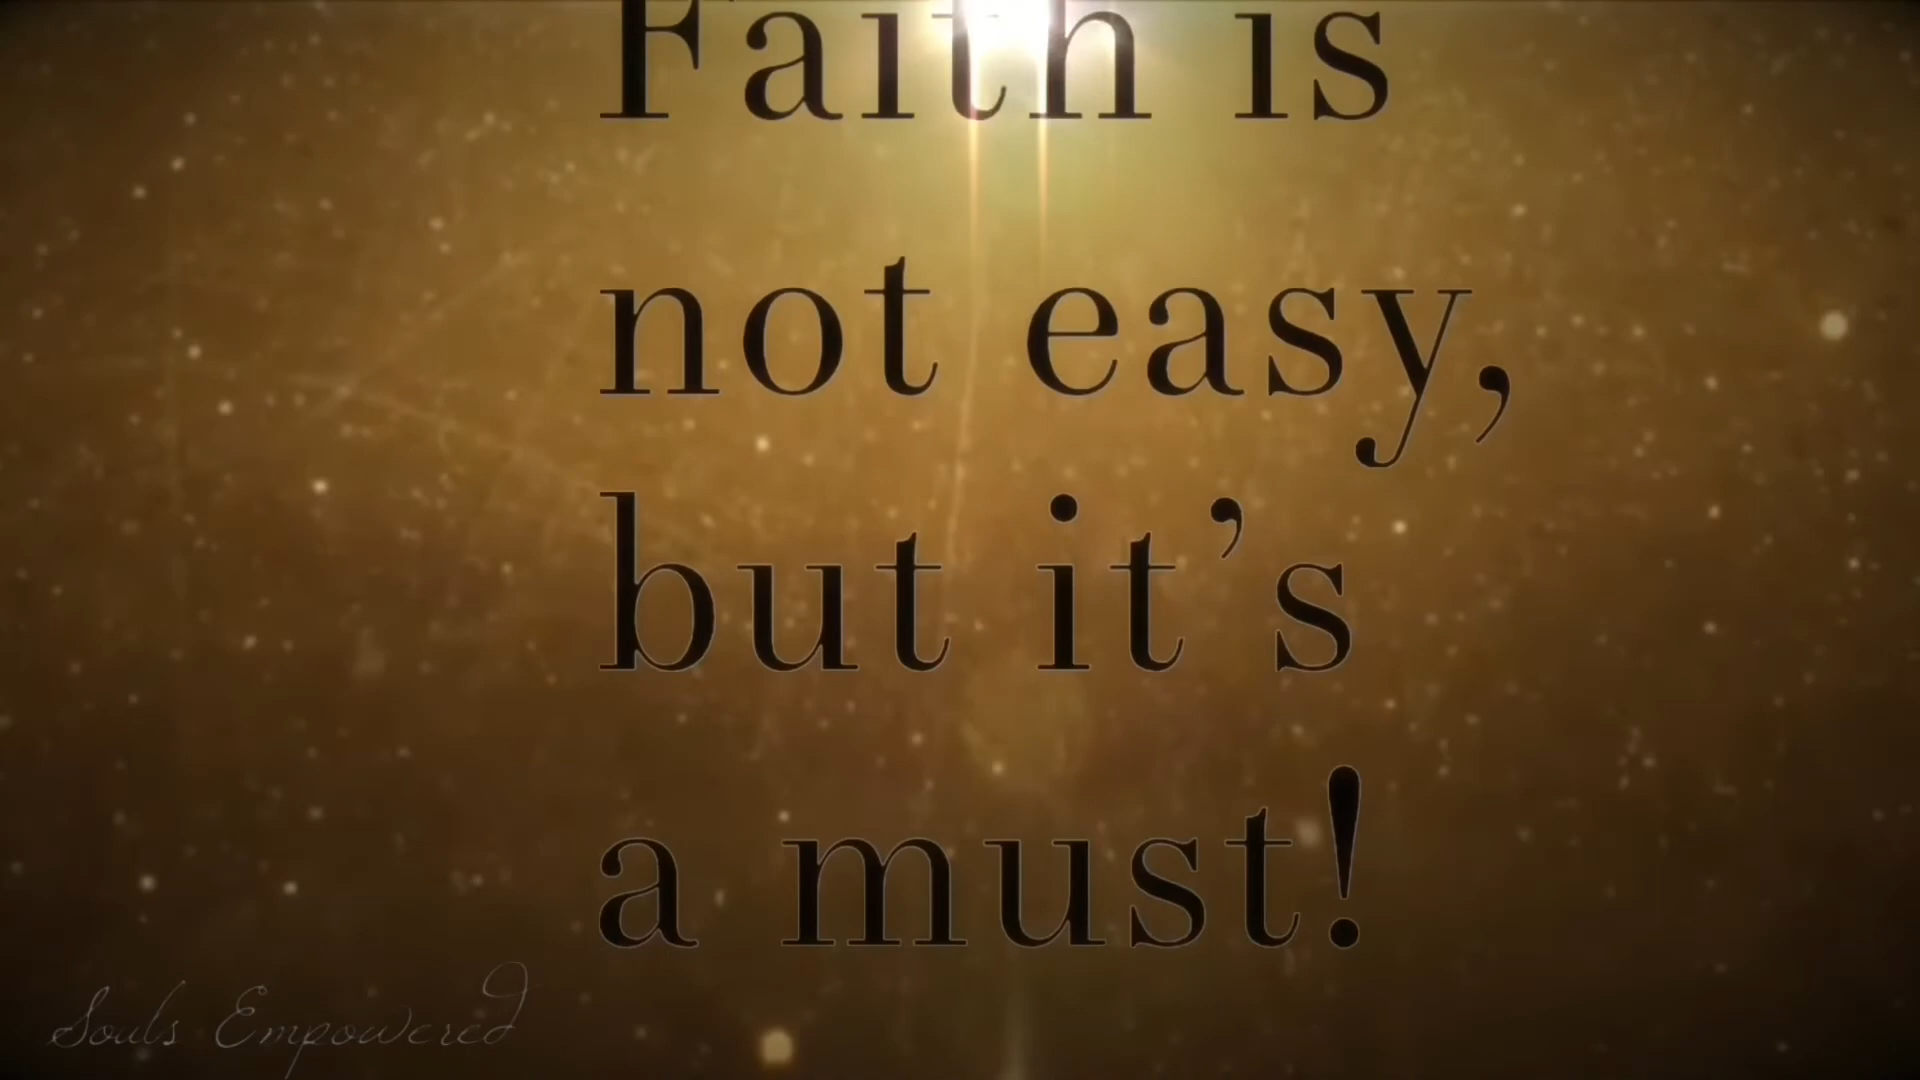 Faith is
not easy,
but it’s
a must!
Souls Empowered